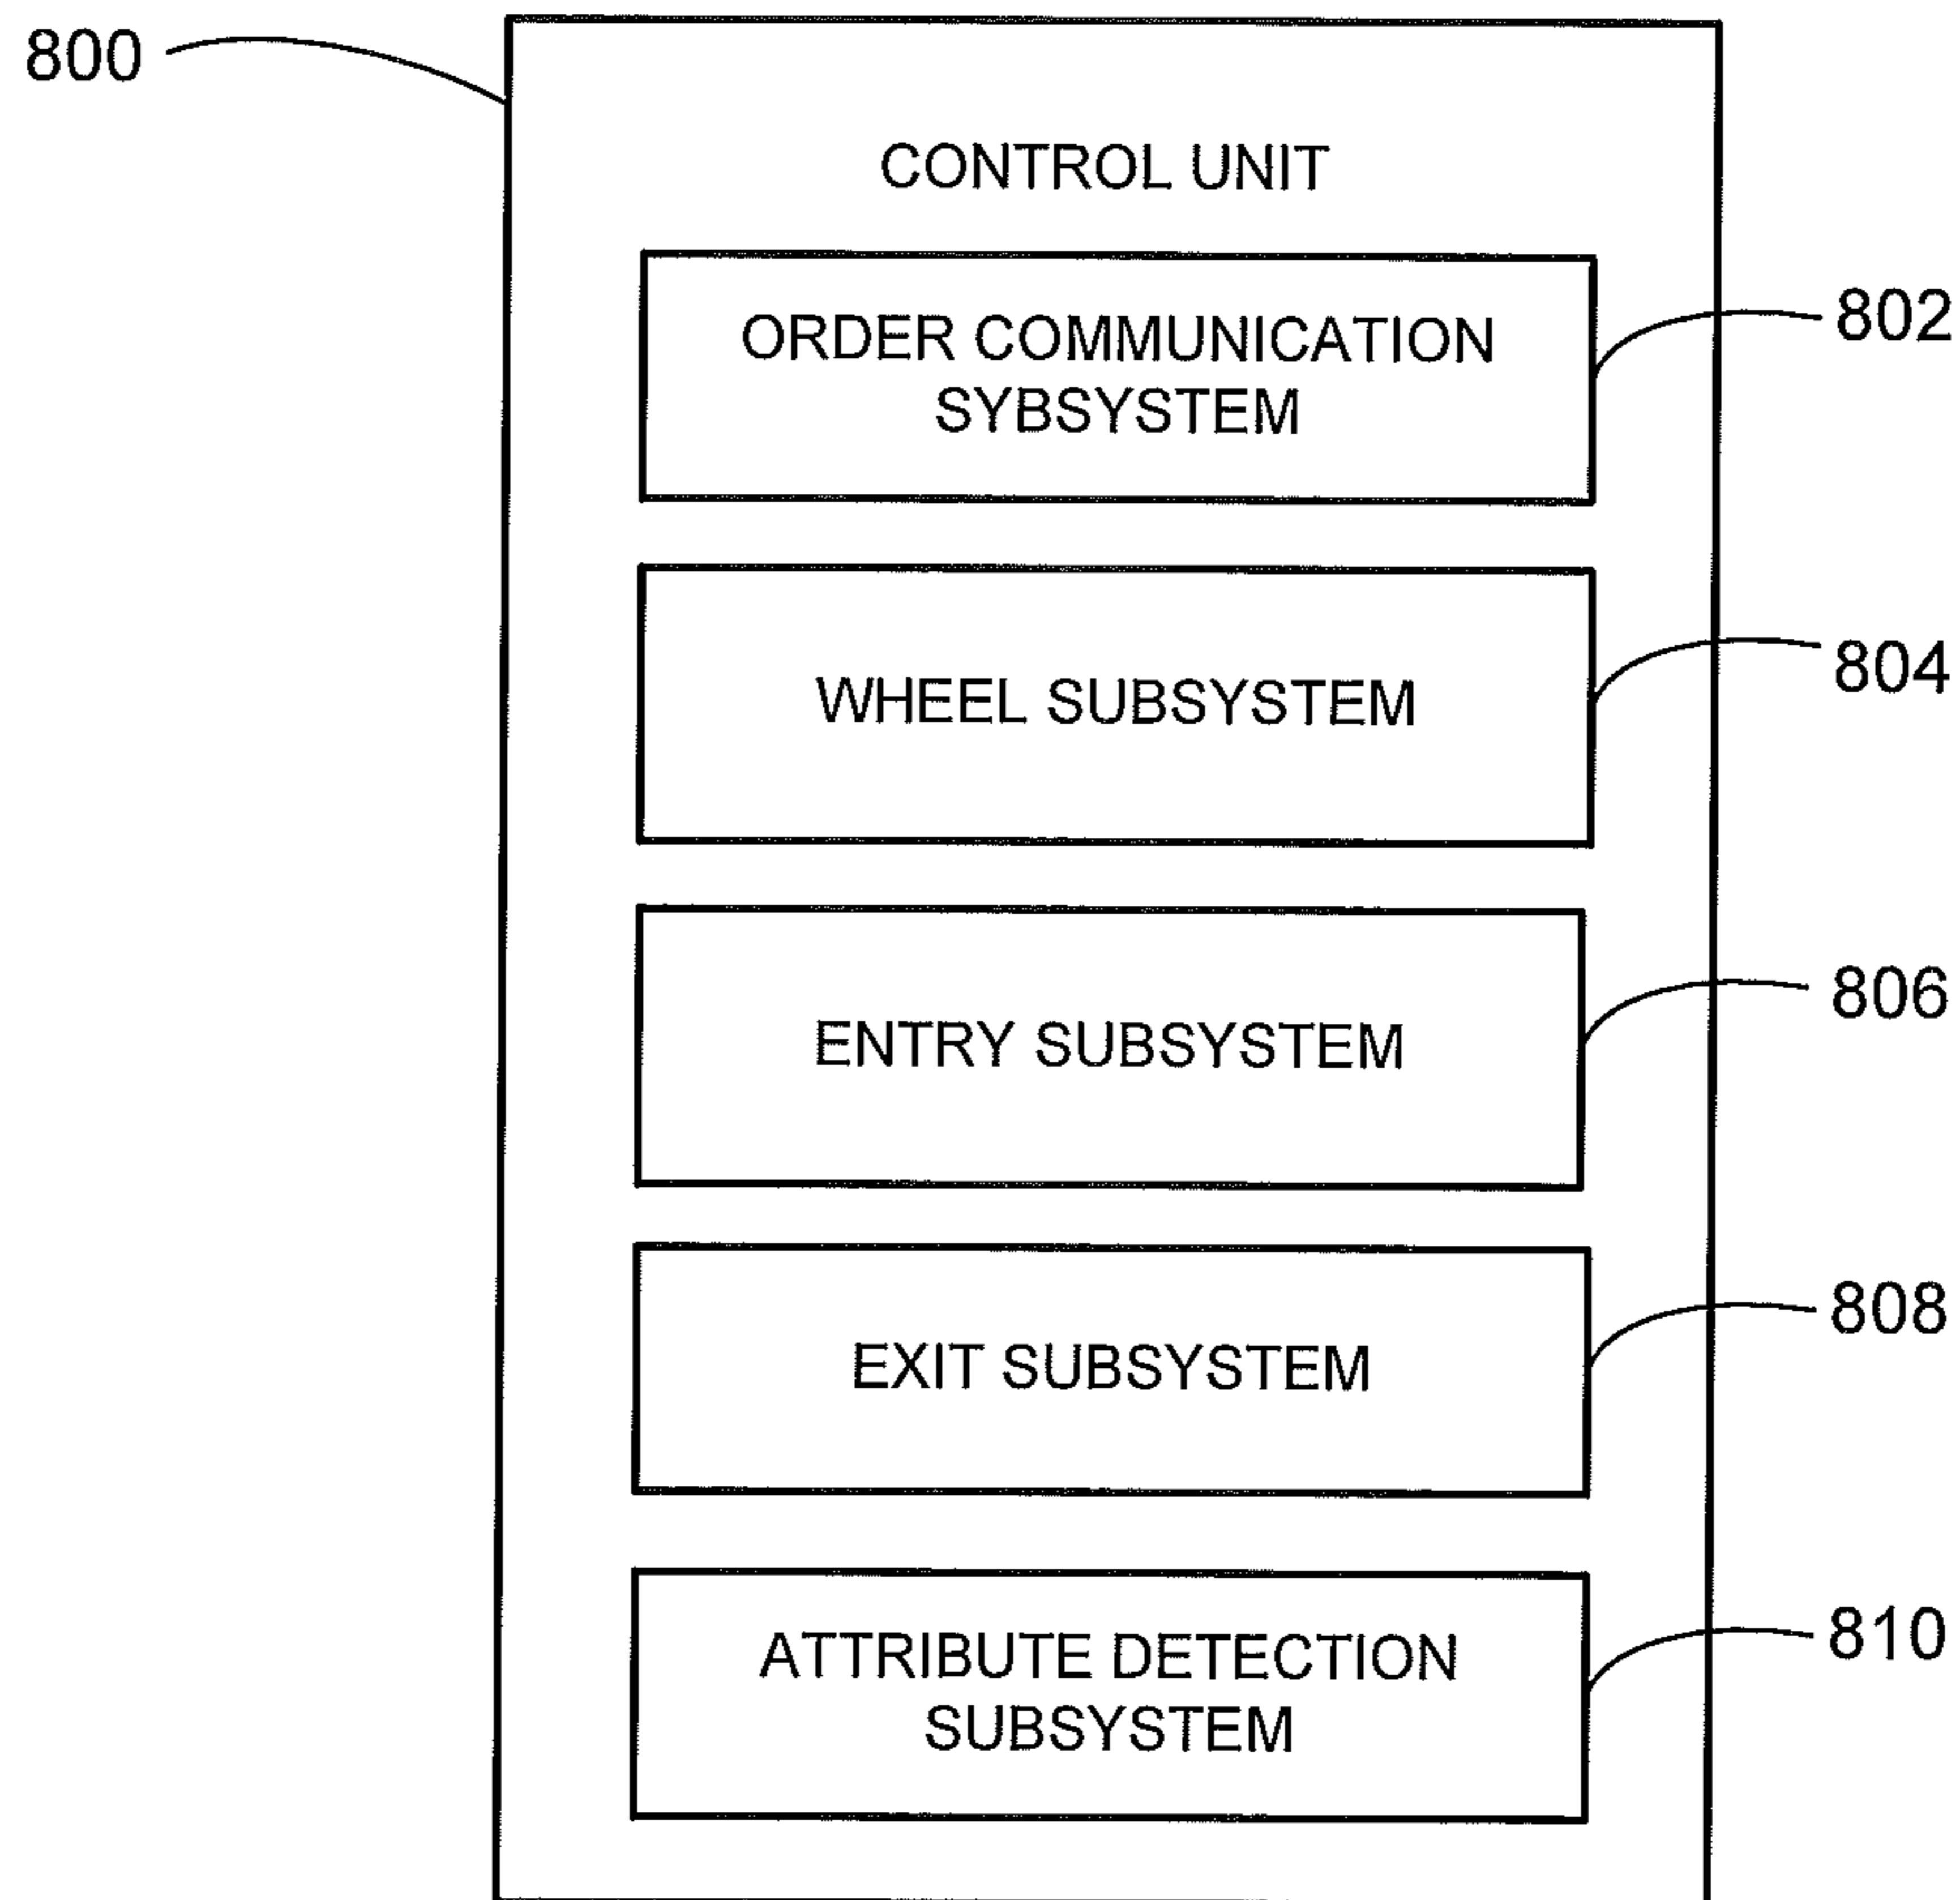 800
CONTROL UNIT
ORDER COMMUNICATION
SYBSYSTEM
802
WHEEL SUBSYSTEM
804
ENTRY SUBSYSTEM
806
EXIT SUBSYSTEM
808
ATTRIBUTE DETECTION
SUBSYSTEM
810